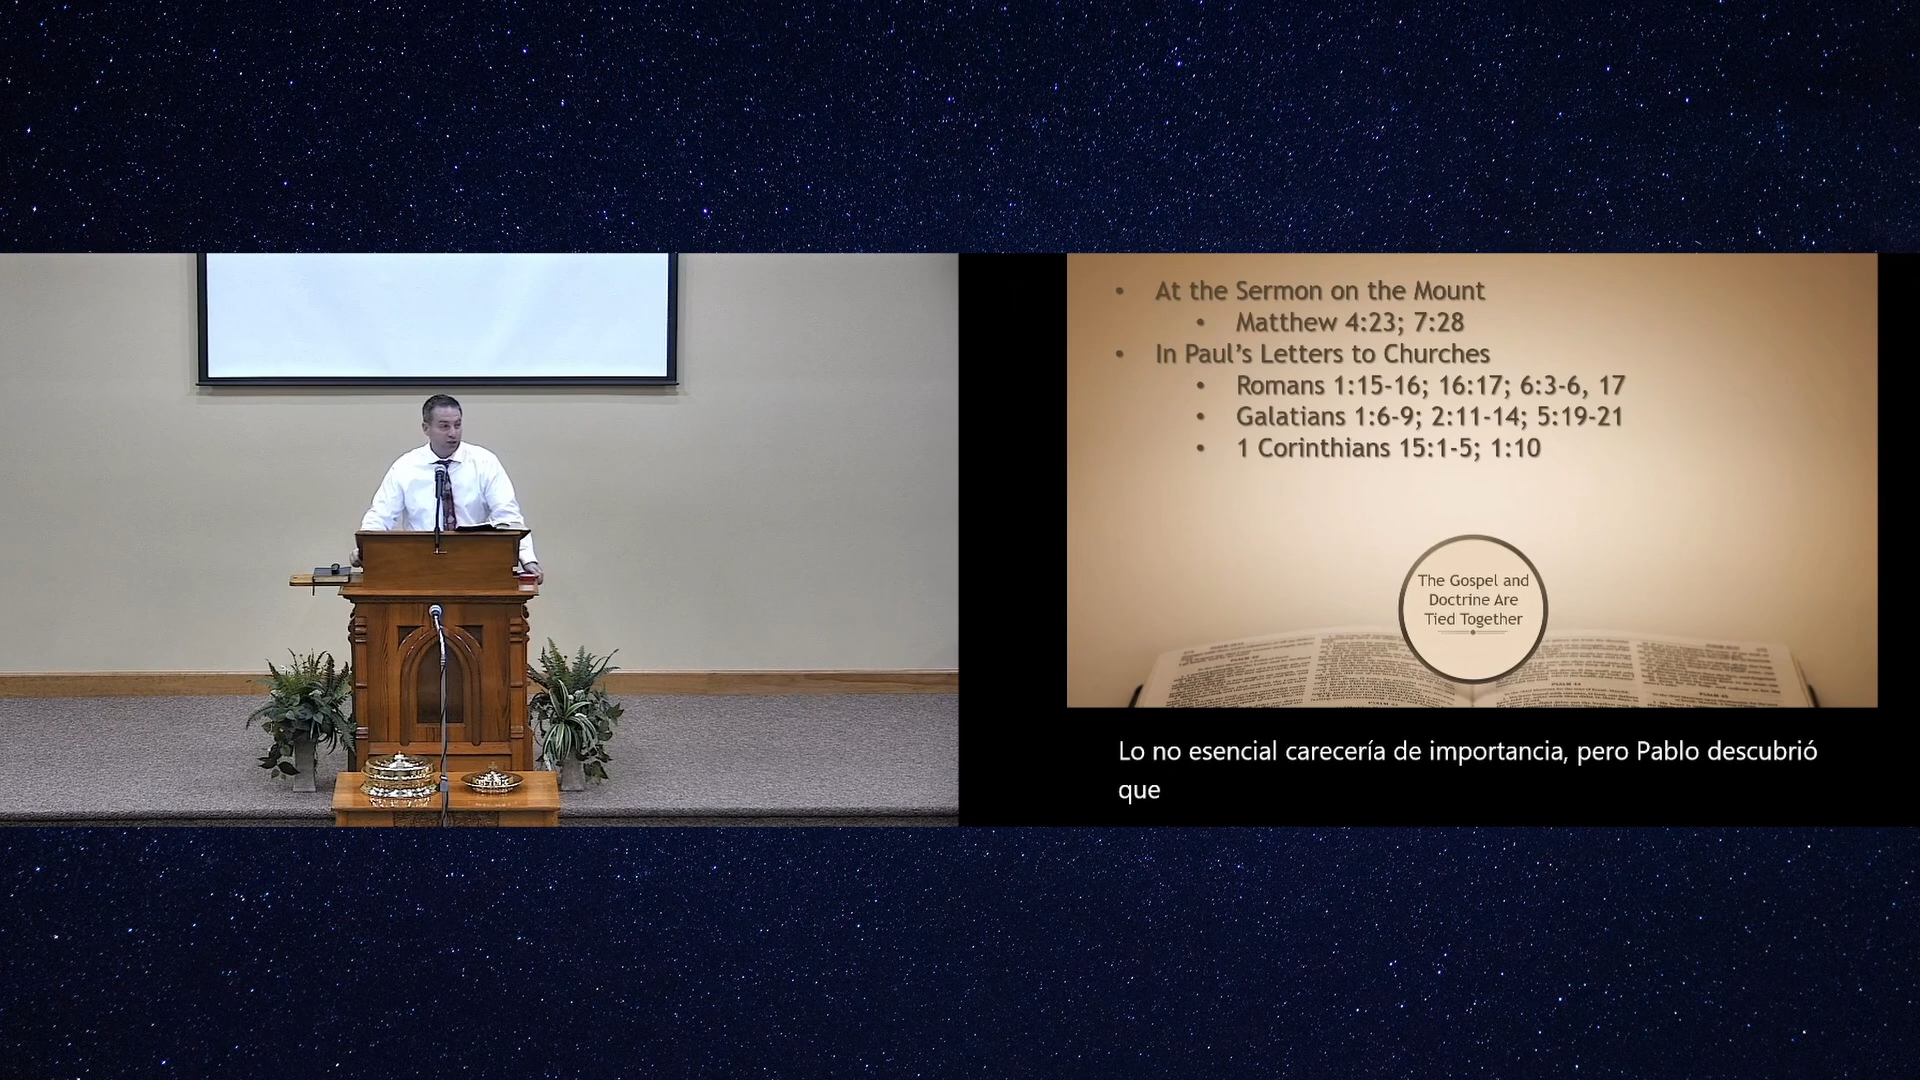 • At the Sermon on the Mount
• Matthew 4:23; 7:28
• In Paul's Letters to Churches
• Romans 1:15-16; 16:17; 6:3-6, 17
• Galatians 1:6-9; 2:11-14; 5:19-21
• 1 Corinthians 15:1-5; 1:10
The Gospel and
Doctrine Are
Tied Together
Lo no esencial carecería de importancia, pero Pablo descubrió
que